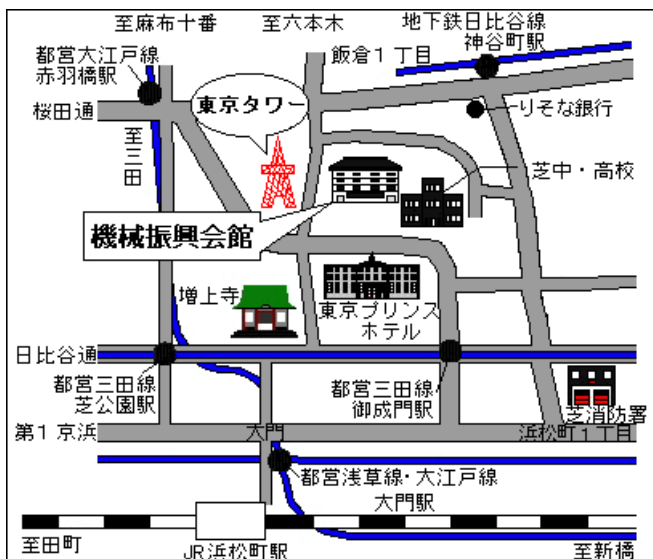 至麻布十番
至六本木
地下鉄日比谷線
神谷町駅
都営大江戸線
赤羽橋駅
飯倉1丁目
桜田通
東京タワー
りそな銀行
至三田
芝中・高校
機械振興会館
増上寺
東京プリンス
ホテル
日比谷通
都営三田線
芝公園駅
都営三田線
御成門駅
芝消防署
第1京浜
大門
浜松町1丁目
都営浅草線・大江戸線
大門駅
至田町
JR浜松町駅
至新橋